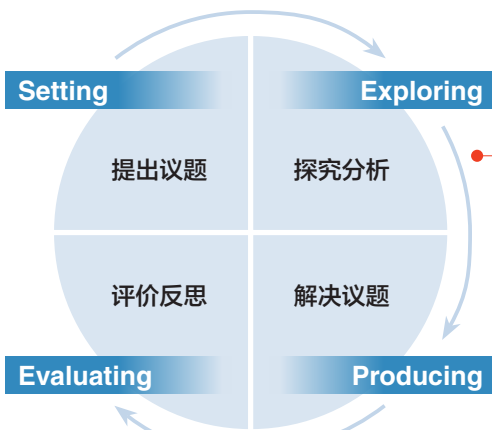 Setting
Exploring
提出议题
探究分析
评价反思
解决议题
Evaluating
Producing